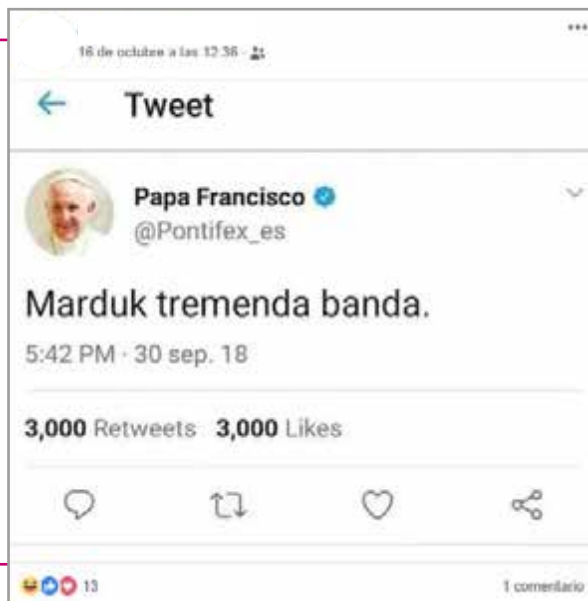 16 de octubre a las 12:36 ·
Tweet
Papa Francisco
@Pontifex_es
Marduk tremenda banda.
5:42 PM · 30 sep. 18
3,000 Retweets 3,000 Likes
13
1 comentario